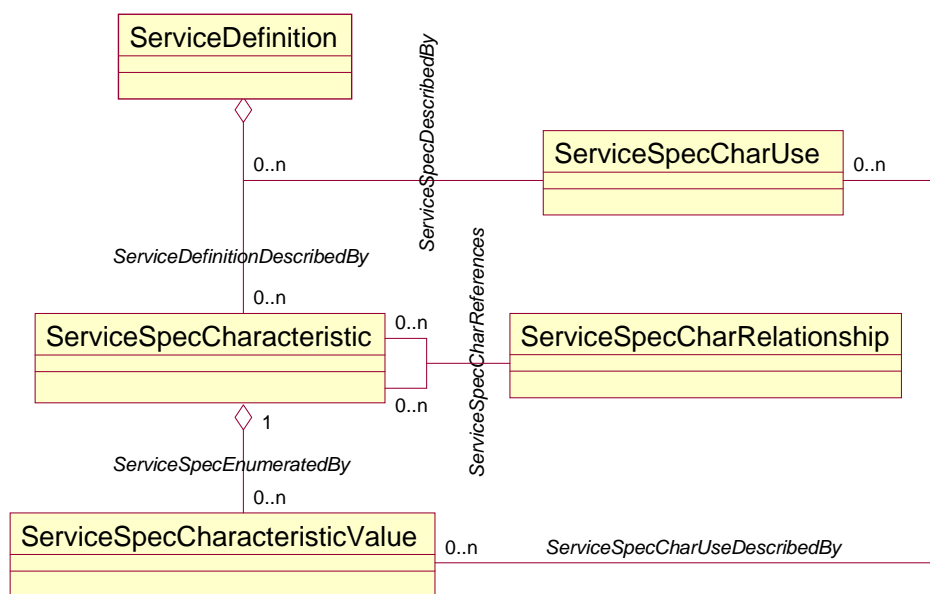 ServiceDefinition
ServiceSpecDescribedBy
ServiceSpecCharUse
0..n
0..n
ServiceDefinitionDescribedBy
0..n
ServiceSpecCharacteristic
0..n
0..n
ServiceSpecCharReferences
ServiceSpecCharRelationship
1
ServiceSpecEnumeratedBy
0..n
ServiceSpecCharacteristicValue
0..n
ServiceSpecCharUseDescribedBy